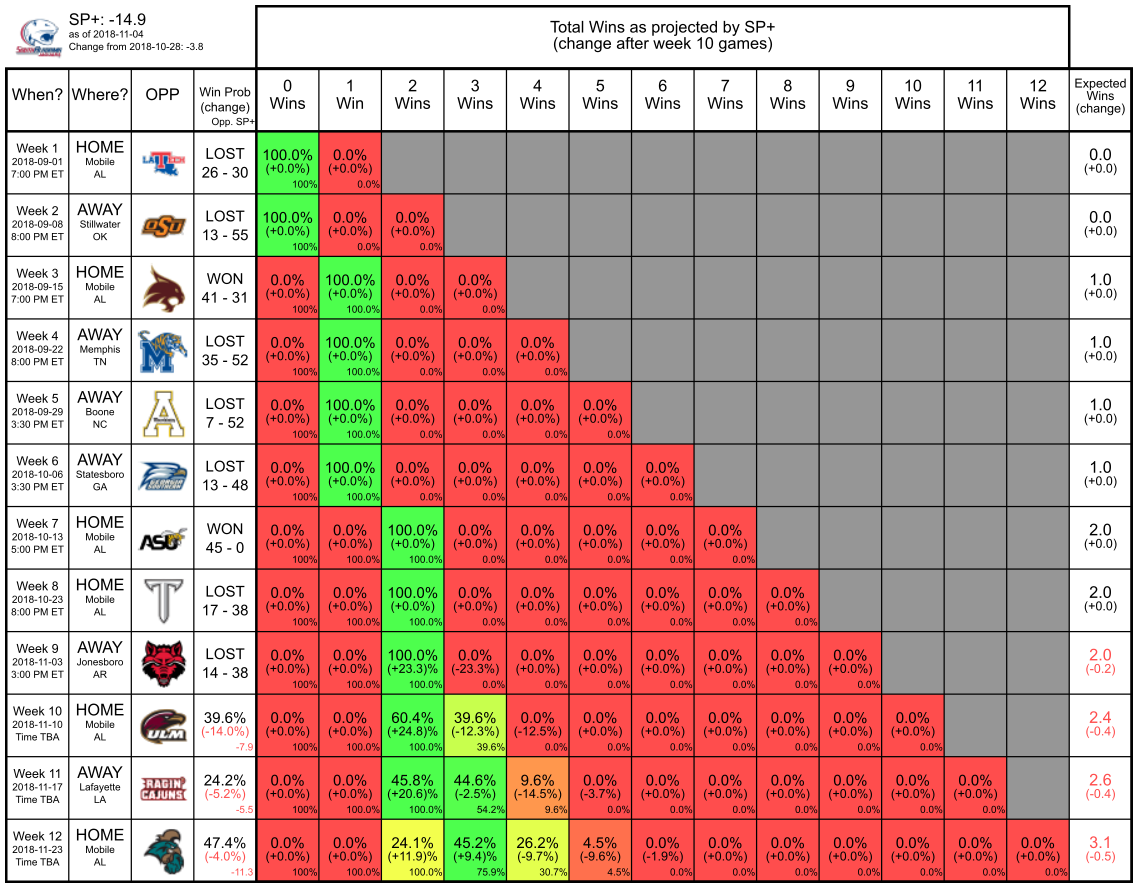 SP+: -14.9
as of 2018-11-04
Change from 2018-10-28: -3.8
Total Wins as projected by SP+
(change after week 10 games)
When? Where? OPP Win Prob (change) Opp. SP+ 0 Wins 1 Win 2 Wins 3 Wins 4 Wins 5 Wins 6 Wins 7 Wins 8 Wins 9 Wins 10 Wins 11 Wins 12 Wins Expected Wins (change)
Week 1 HOME LOST 100.0% 0.0% 0.0
2018-09-01 Mobile LA TECH (+0.0%) (+0.0%) (+0.0)
7:00 PM ET AL 26 - 30 100% 0.0%
Week 2 AWAY LOST 100.0% 0.0% 0.0% 0.0
2018-09-08 Stillwater OSU (+0.0%) (+0.0%) (+0.0%) (+0.0)
8:00 PM ET OK 13 - 55 100% 0.0% 0.0%
Week 3 HOME WON 0.0% 100.0% 0.0% 0.0% 1.0
2018-09-15 Mobile (+0.0%) (+0.0%) (+0.0%) (+0.0%) (+0.0)
7:00 PM ET AL 41 - 31 100% 100.0% 0.0% 0.0%
Week 4 AWAY LOST 0.0% 100.0% 0.0% 0.0% 0.0% 1.0
2018-09-22 Memphis M (+0.0%) (+0.0%) (+0.0%) (+0.0%) (+0.0%) (+0.0)
8:00 PM ET TN 35 - 52 100% 100.0% 0.0% 0.0% 0.0%
Week 5 AWAY LOST 0.0% 100.0% 0.0% 0.0% 0.0% 0.0% 1.0
2018-09-29 Boone A (+0.0%) (+0.0%) (+0.0%) (+0.0%) (+0.0%) (+0.0%) (+0.0)
3:30 PM ET NC 7 - 52 100% 100.0% 0.0% 0.0% 0.0% 0.0%
Week 6 AWAY LOST 0.0% 100.0% 0.0% 0.0% 0.0% 0.0% 0.0% 1.0
2018-10-06 Statesboro GEORGIA SOUTHERN (+0.0%) (+0.0%) (+0.0%) (+0.0%) (+0.0%) (+0.0%) (+0.0%) (+0.0)
3:30 PM ET GA 13 - 48 100% 100.0% 0.0% 0.0% 0.0% 0.0% 0.0%
Week 7 HOME WON 0.0% 0.0% 100.0% 0.0% 0.0% 0.0% 0.0% 0.0% 2.0
2018-10-13 Mobile ASU (+0.0%) (+0.0%) (+0.0%) (+0.0%) (+0.0%) (+0.0%) (+0.0%) (+0.0%) (+0.0)
5:00 PM ET AL 45 - 0 100% 100.0% 100.0% 0.0% 0.0% 0.0% 0.0% 0.0%
Week 8 HOME LOST 0.0% 0.0% 100.0% 0.0% 0.0% 0.0% 0.0% 0.0% 0.0% 2.0
2018-10-23 Mobile T (+0.0%) (+0.0%) (+0.0%) (+0.0%) (+0.0%) (+0.0%) (+0.0%) (+0.0%) (+0.0%) (+0.0)
8:00 PM ET AL 17 - 38 100% 100.0% 100.0% 0.0% 0.0% 0.0% 0.0% 0.0% 0.0%
Week 9 AWAY LOST 0.0% 0.0% 100.0% 0.0% 0.0% 0.0% 0.0% 0.0% 0.0% 0.0% 2.0
2018-11-03 Jonesboro (+0.0%) (+0.0%) (+23.3)% (-23.3%) (+0.0%) (+0.0%) (+0.0%) (+0.0%) (+0.0%) (+0.0%) (-0.2)
3:00 PM ET AR 14 - 38 100% 100.0% 100.0% 0.0% 0.0% 0.0% 0.0% 0.0% 0.0% 0.0%
Week 10 HOME 39.6% 0.0% 0.0% 60.4% 39.6% 0.0% 0.0% 0.0% 0.0% 0.0% 0.0% 0.0% 2.4
2018-11-10 Mobile ULM (-14.0%) (+0.0%) (+0.0%) (+24.8)% (-12.3%) (-12.5%) (+0.0%) (+0.0%) (+0.0%) (+0.0%) (+0.0%) (+0.0%) (-0.4)
Time TBA AL -7.9 100% 100.0% 100.0% 39.6% 0.0% 0.0% 0.0% 0.0% 0.0% 0.0% 0.0%
Week 11 AWAY 24.2% 0.0% 0.0% 45.8% 44.6% 9.6% 0.0% 0.0% 0.0% 0.0% 0.0% 0.0% 0.0% 2.6
2018-11-17 Lafayette RAGIN' CAJUNS (-5.2%) (+0.0%) (+0.0%) (+20.6)% (-2.5%) (-14.5%) (-3.7%) (+0.0%) (+0.0%) (+0.0%) (+0.0%) (+0.0%) (+0.0%) (-0.4)
Time TBA LA -5.5 100% 100.0% 100.0% 54.2% 9.6% 0.0% 0.0% 0.0% 0.0% 0.0% 0.0% 0.0%
Week 12 HOME 47.4% 0.0% 0.0% 24.1% 45.2% 26.2% 4.5% 0.0% 0.0% 0.0% 0.0% 0.0% 0.0% 0.0% 3.1
2018-11-23 Mobile (-4.0%) (+0.0%) (+0.0%) (+11.9)% (+9.4)% (-9.7%) (-9.6%) (-1.9%) (+0.0%) (+0.0%) (+0.0%) (+0.0%) (+0.0%) (+0.0%) (-0.5)
Time TBA AL -11.3 100% 100% 100.0% 75.9% 30.7% 4.5% 0.0% 0.0% 0.0% 0.0% 0.0% 0.0% 0.0%